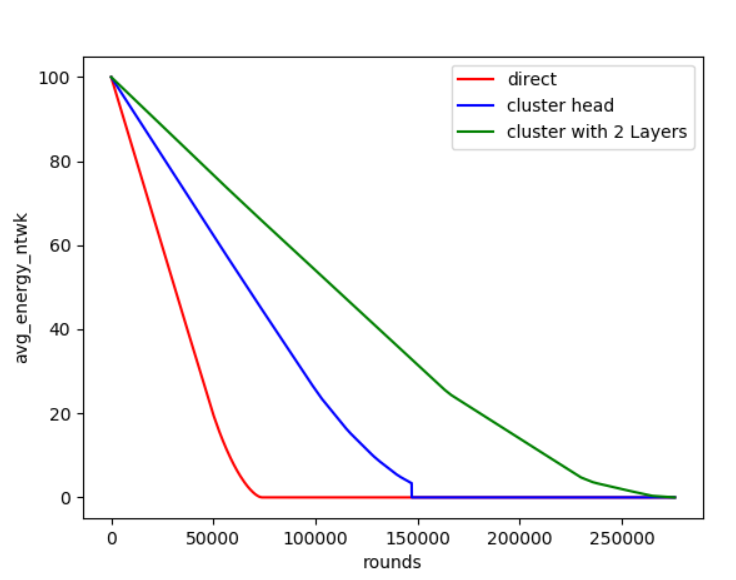 direct
cluster head
cluster with 2 Layers
100
80
60
40
20
0
avg_energy_ntwk
0 50000 100000 150000 200000 250000
rounds